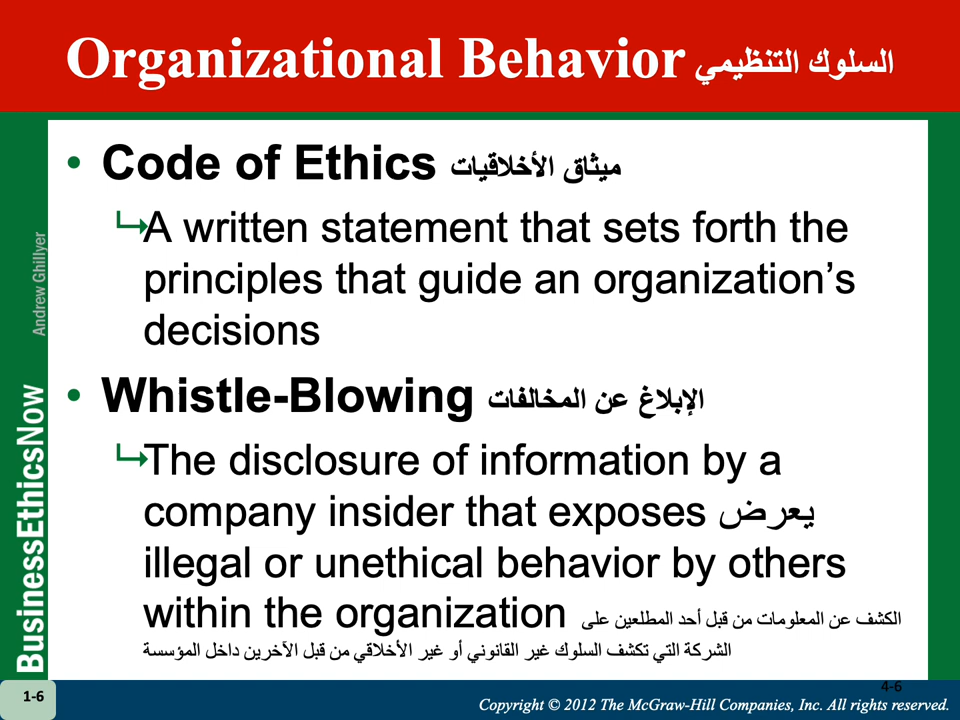 Organizational Behavior السلوك التنظيمي
• Code of Ethics ميثاق الأخلاقيات
↳A written statement that sets forth the
principles that guide an organization’s
decisions
• Whistle-Blowing الإبلاغ عن المخالفات
↳The disclosure of information by a
company insider that exposes يعرض
illegal or unethical behavior by others
within the organization الكشف عن المعلومات من قبل أحد المطلعين على
الشركة التي تكشف السلوك غير القانوني أو غير الأخلاقي من قبل الآخرين داخل المؤسسة
BusinessEthicsNow
Andrew Ghillyer
1-6
4-6
Copyright © 2012 The McGraw-Hill Companies, Inc. All rights reserved.